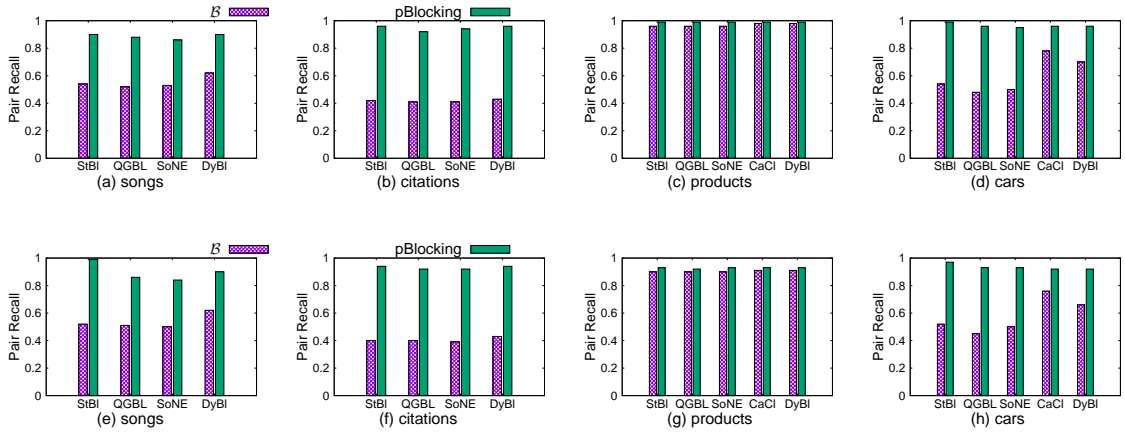 ℬ pBlocking
Pair Recall
1
0.8
0.6
0.4
0.2
0
StBl QGBL SoNE DyBl
(a) songs
Pair Recall
1
0.8
0.6
0.4
0.2
0
StBl QGBL SoNE DyBl
(b) citations
Pair Recall
1
0.8
0.6
0.4
0.2
0
StBl QGBL SoNE CaCl DyBl
(c) products
Pair Recall
1
0.8
0.6
0.4
0.2
0
StBl QGBL SoNE CaCl DyBl
(d) cars
ℬ pBlocking
Pair Recall
1
0.8
0.6
0.4
0.2
0
StBl QGBL SoNE DyBl
(e) songs
Pair Recall
1
0.8
0.6
0.4
0.2
0
StBl QGBL SoNE DyBl
(f) citations
Pair Recall
1
0.8
0.6
0.4
0.2
0
StBl QGBL SoNE CaCl DyBl
(g) products
Pair Recall
1
0.8
0.6
0.4
0.2
0
StBl QGBL SoNE CaCl DyBl
(h) cars